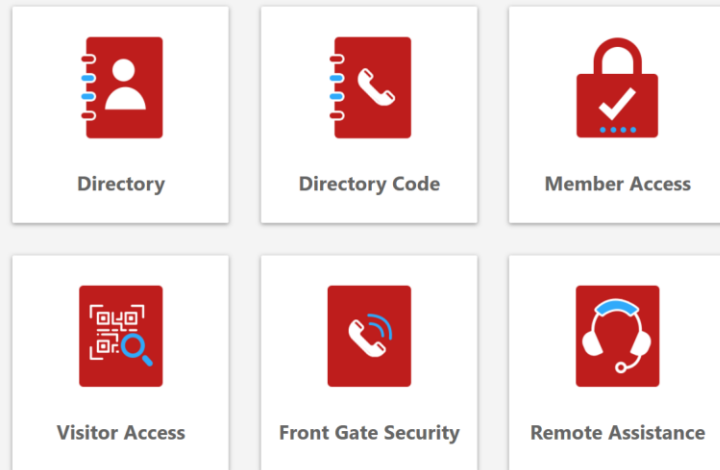 Directory
Directory Code
Member Access
Visitor Access
Front Gate Security
Remote Assistance